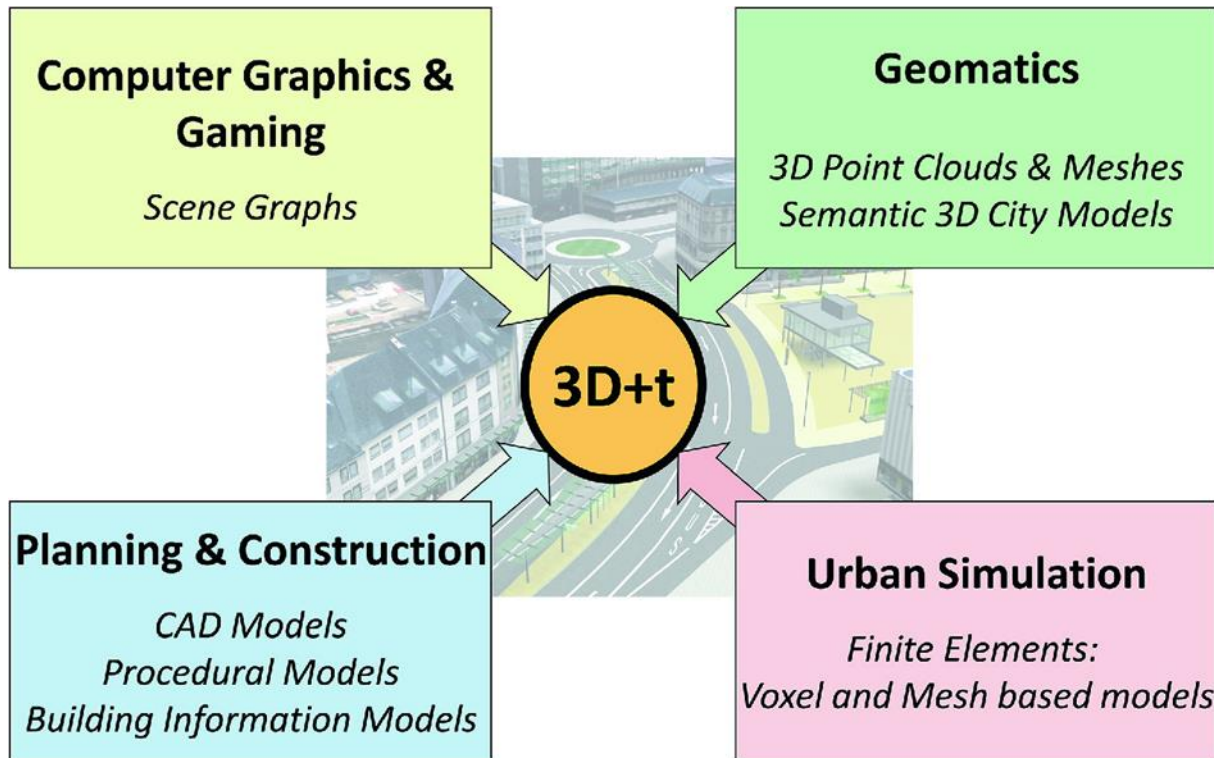 Computer Graphics &
Gaming
Scene Graphs
Geomatics
3D Point Clouds & Meshes
Semantic 3D City Models
3D+t
Planning & Construction
CAD Models
Procedural Models
Building Information Models
Urban Simulation
Finite Elements:
Voxel and Mesh based models